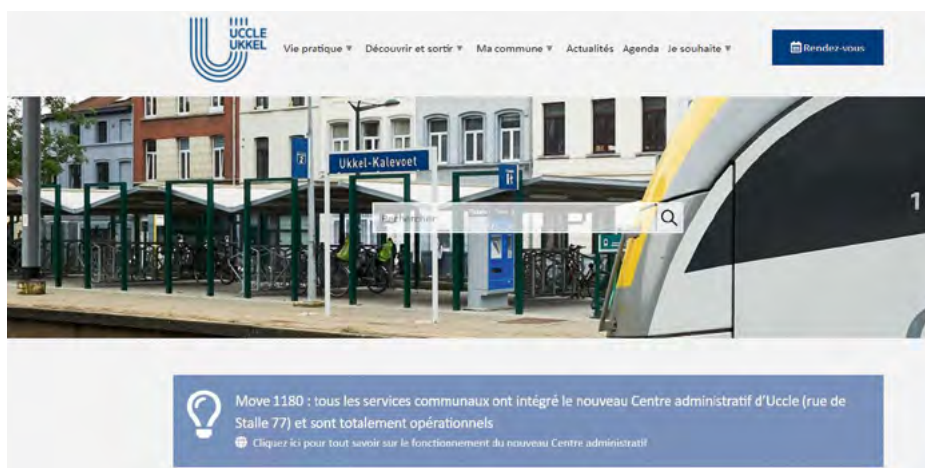 UCCLE
UKKEL
Vie pratique ▼ Découvrir et sortir ▼ Ma commune ▼ Actualités Agenda Je souhaite ▼ Rendez-vous
2
Ukkel-Kalevoet
Rechercher
1
Move 1180 : tous les services communaux ont intégré le nouveau Centre administratif d'Uccle (rue de
Stalle 77) et sont totalement opérationnels
Cliquez ici pour tout savoir sur le fonctionnement du nouveau Centre administratif